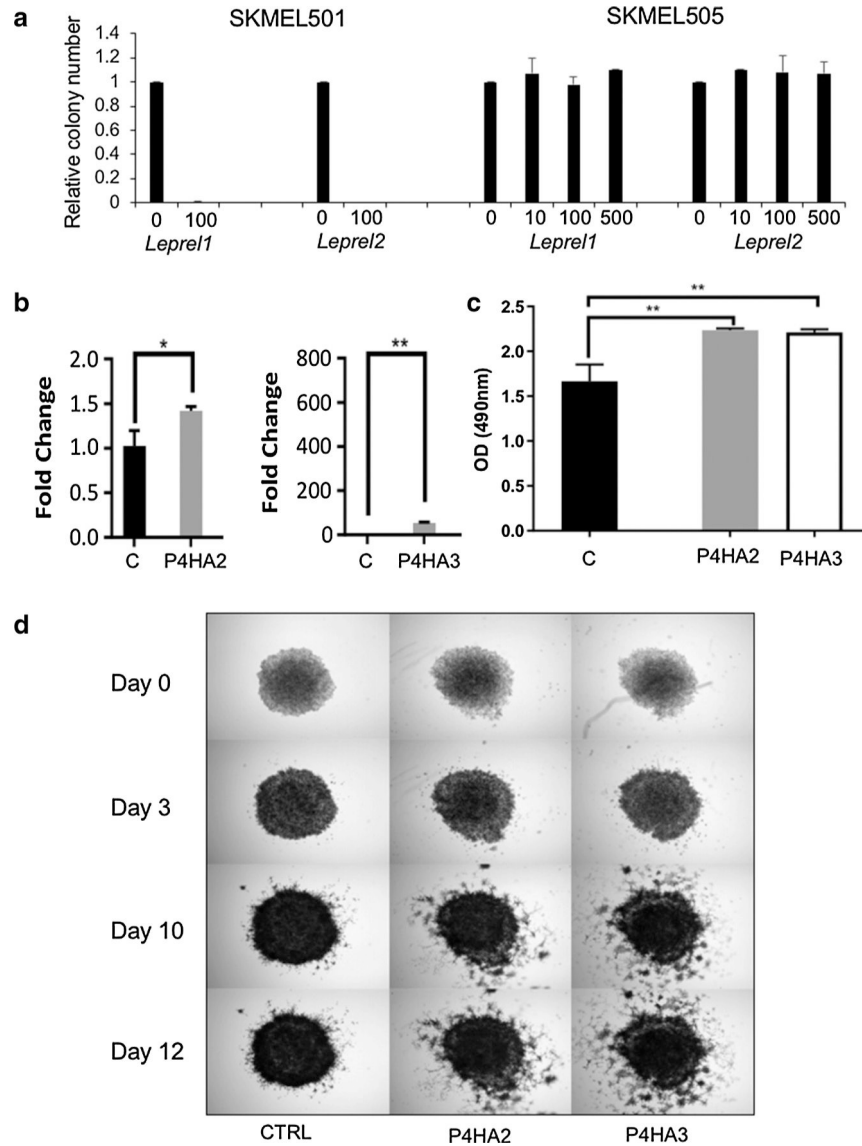 a
SKMEL501 SKMEL505
Relative colony number
1.4
1.2
1
0.8
0.6
0.4
0.2
0
0 100 0 100 0 10 100 500 0 10 100 500
Leprel1 Leprel2 Leprel1 Leprel2
b
Fold Change
2.0
1.5
1.0
0.5
0.0
*
C P4HA2
Fold Change
800
600
400
200
0
**
C P4HA3
c
OD (490nm)
2.5
2.0
1.5
1.0
0.5
0.0
**
**
C P4HA2 P4HA3
d
Day 0
Day 3
Day 10
Day 12
CTRL P4HA2 P4HA3